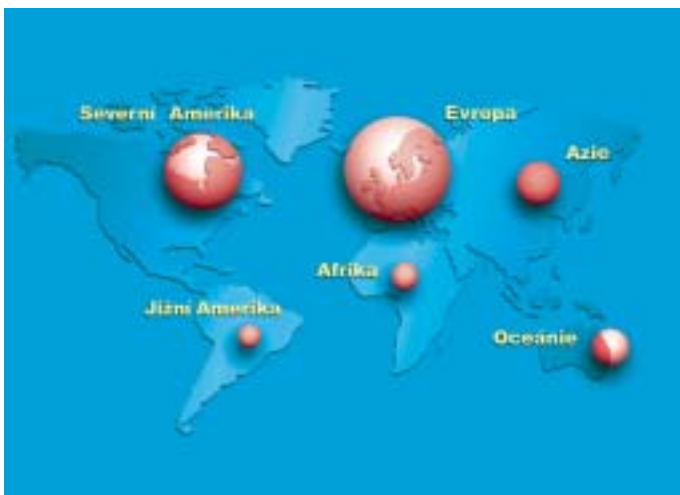 Severní Amerika
Evropa
Azie
Afrika
Jižní Amerika
Oceánie